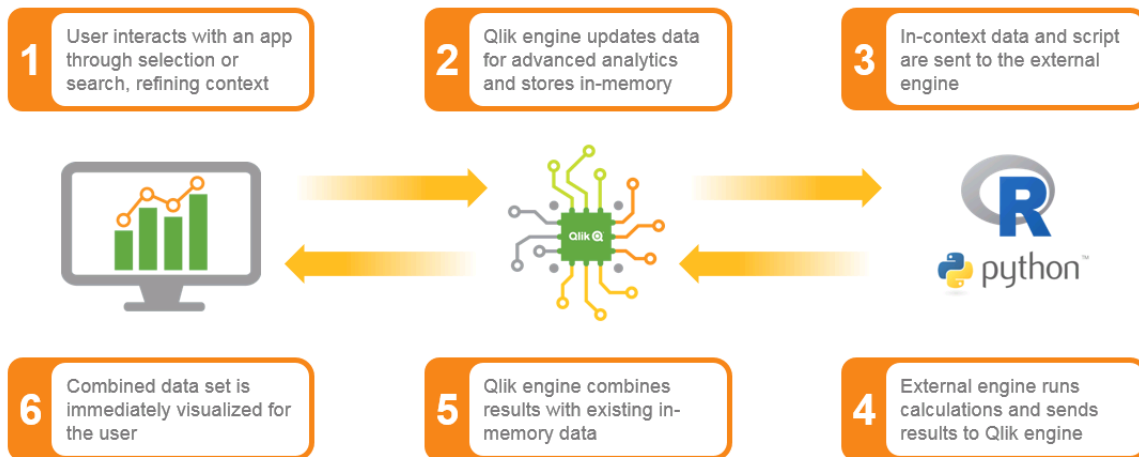 1
User interacts with an app
through selection or
search, refining context
2
Qlik engine updates data
for advanced analytics
and stores in-memory
3
In-context data and script
are sent to the external
engine
Qlik
R
python™
6
Combined data set is
immediately visualized for
the user
5
Qlik engine combines
results with existing in-
memory data
4
External engine runs
calculations and sends
results to Qlik engine